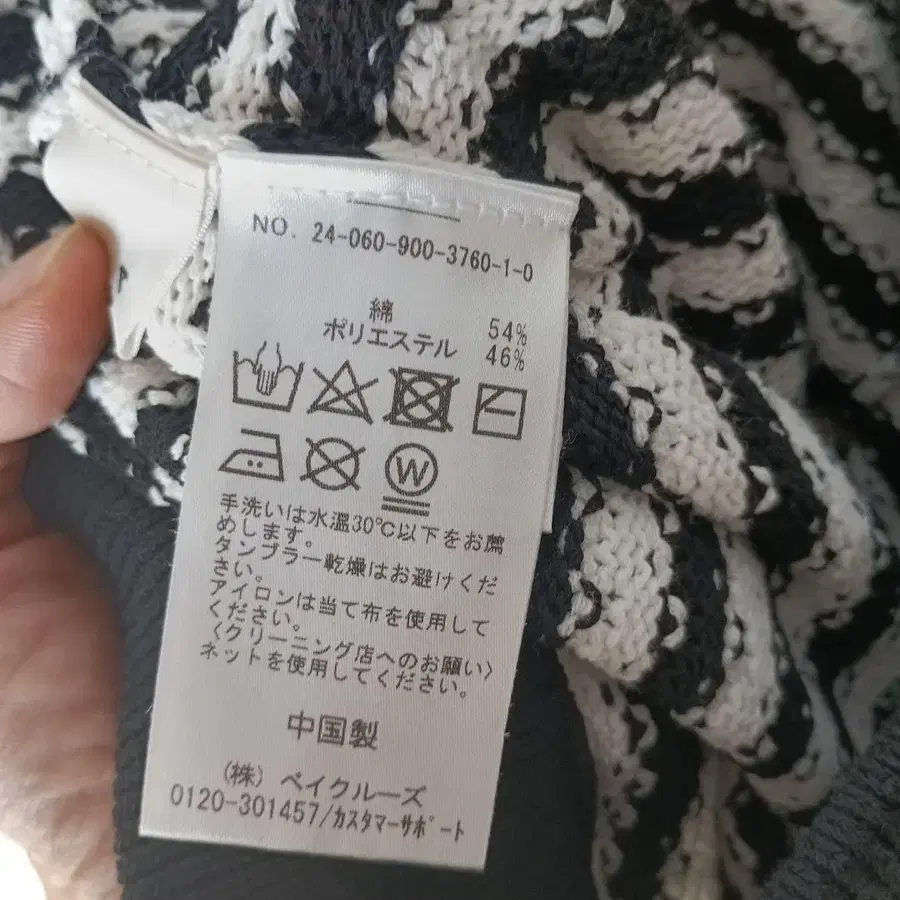 NO. 24-060-900-3760-1-0
綿 54%
ポリエステル 46%
W
手洗いは水温30℃以下をお薦
めします。
タンブラー乾燥はお避けくだ
さい。
アイロンは当て布を使用して
ください。
〈クリーニング店へのお願い〉
ネットを使用してください。
中国製
(株) ベイクルーズ
0120-301457/カスタマーサポート